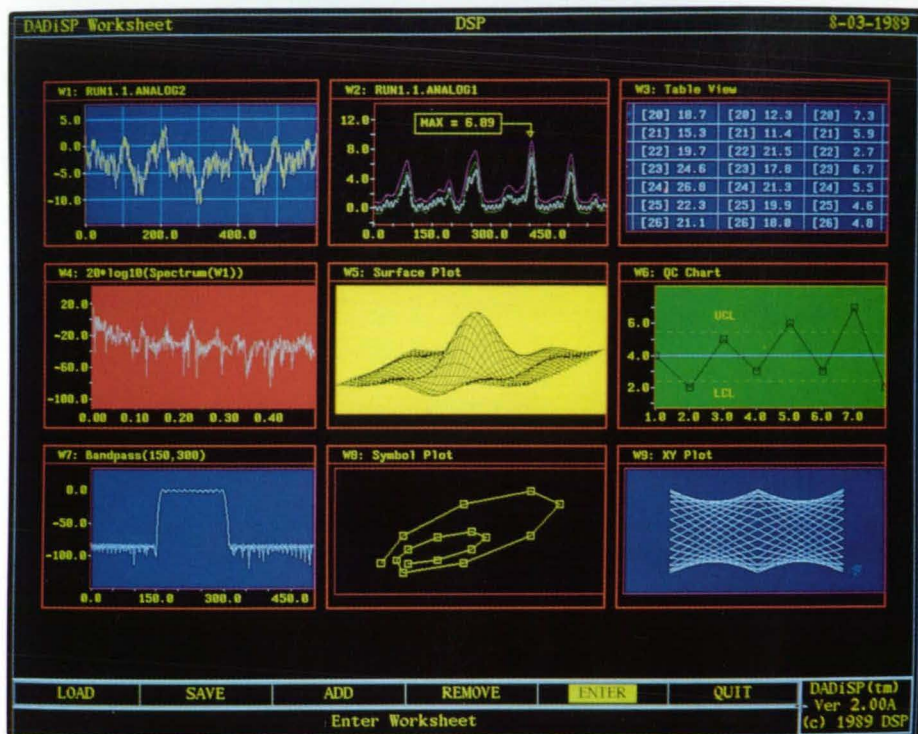 DADiSP Worksheet DSP 8-03-1989
W1: RUN1.1.ANALOG2
5.0
0.0
-5.0
-10.0
0.0 200.0 400.0
W2: RUN1.1.ANALOG1
MAX = 6.89
12.0
8.0
4.0
0.0
0.0 150.0 300.0 450.0
W3: Table View
[20] 18.7 [20] 12.3 [20] 7.3
[21] 15.3 [21] 11.4 [21] 5.9
[22] 19.7 [22] 21.5 [22] 2.7
[23] 24.6 [23] 17.8 [23] 6.7
[24] 26.8 [24] 21.3 [24] 5.5
[25] 22.3 [25] 19.9 [25] 4.6
[26] 21.1 [26] 18.0 [26] 4.8
W4: 20*log10(Spectrum(W1))
20.0
-20.0
-60.0
-100.0
0.00 0.10 0.20 0.30 0.40
W5: Surface Plot
W6: QC Chart
UCL
6.0
4.0
2.0
LCL
1.0 2.0 3.0 4.0 5.0 6.0 7.0
W7: Bandpass(150,300)
0.0
-50.0
-100.0
0.0 150.0 300.0 450.0
W8: Symbol Plot
W9: XY Plot
LOAD SAVE ADD REMOVE ENTER QUIT
Enter Worksheet
DADiSP(tm)
Ver 2.00A
(c) 1989 DSP